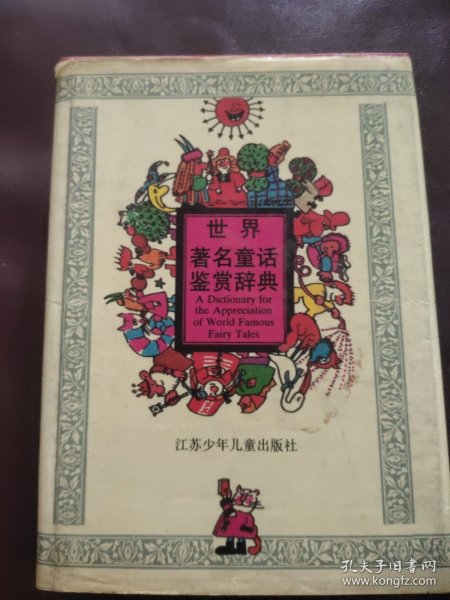 世界
著名童话
鉴赏辞典
A Dictionary for
the Appreciation
of World Famous
Fairy Tales
江苏少年儿童出版社
孔夫子旧书网
www.kongfz.com